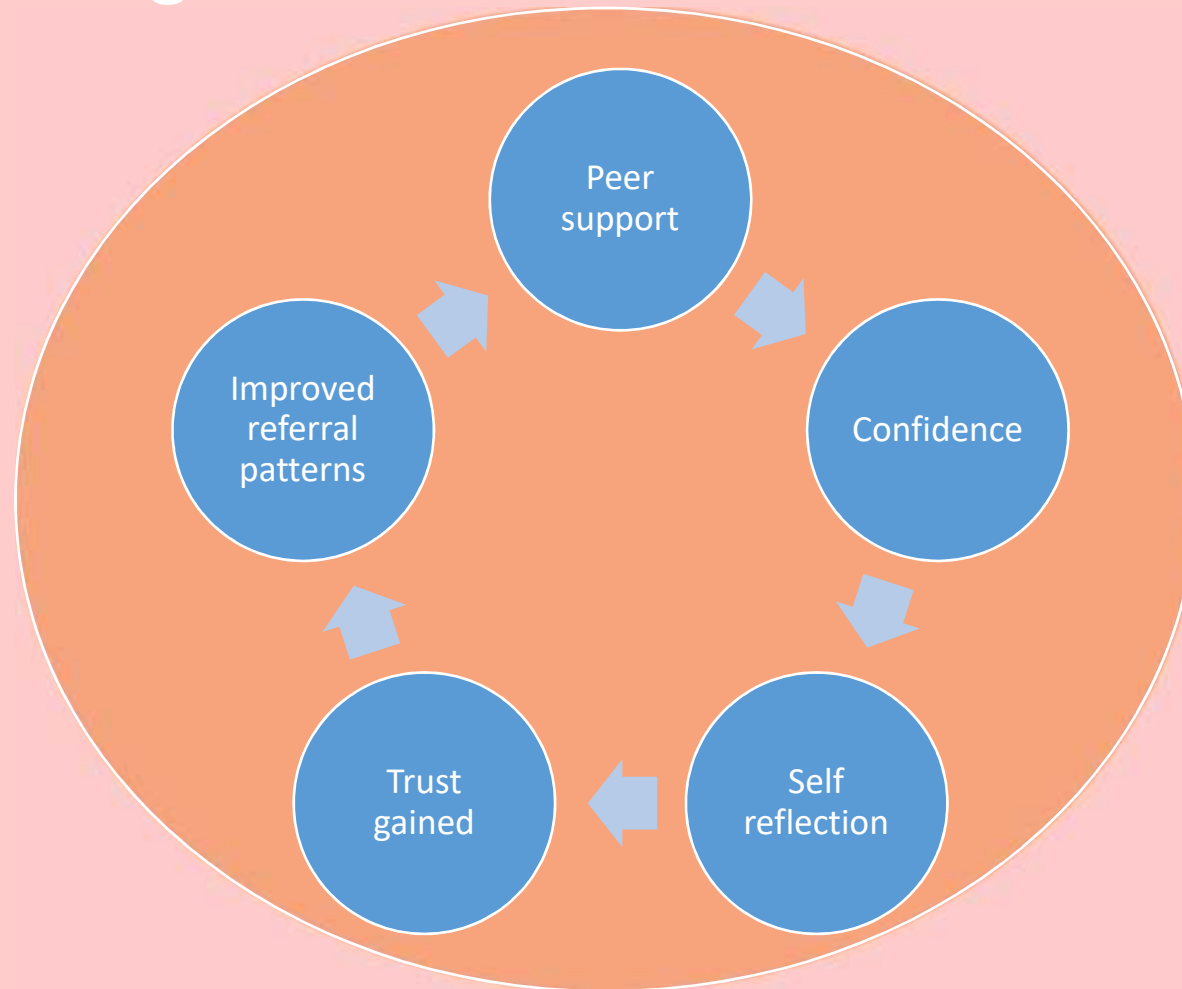 Peer
support
Confidence
Self
reflection
Trust
gained
Improved
referral
patterns